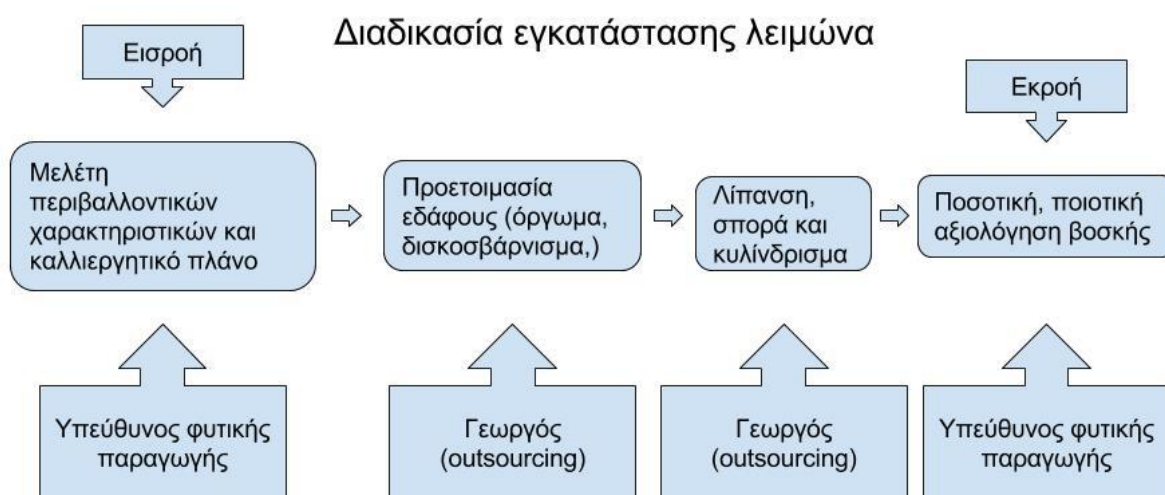 Διαδικασία εγκατάστασης λειμώνα
Εισροή
Εκροή
Μελέτη
περιβαλλοντικών
χαρακτηριστικών και
καλλιεργητικό πλάνο
Προετοιμασία
εδάφους (όργωμα,
δισκοσβάρνισμα,)
Λίπανση,
σπορά και
κυλίνδρισμα
Ποσοτική, ποιοτική
αξιολόγηση βοσκής
Υπεύθυνος φυτικής
παραγωγής
Γεωργός
(outsourcing)
Γεωργός
(outsourcing)
Υπεύθυνος φυτικής
παραγωγής